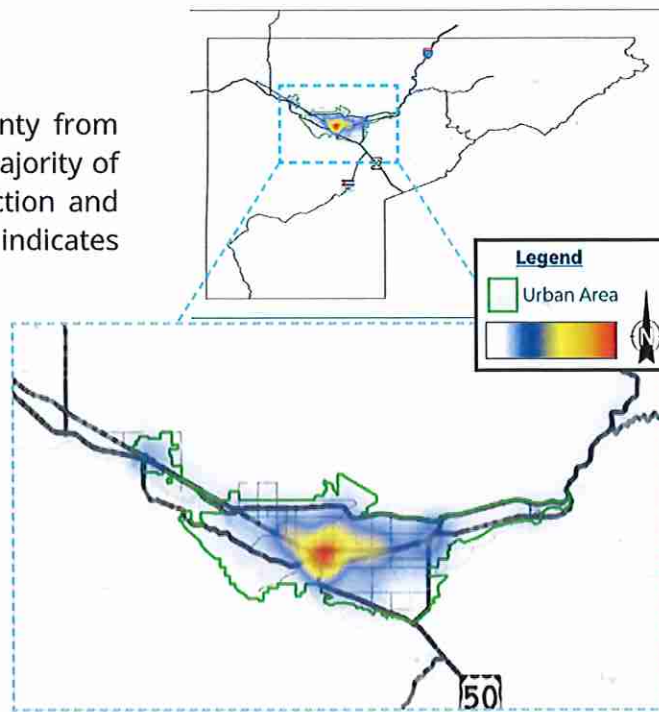 nty from
ajority of
ction and
indicates
Legend
Urban Area
N
50